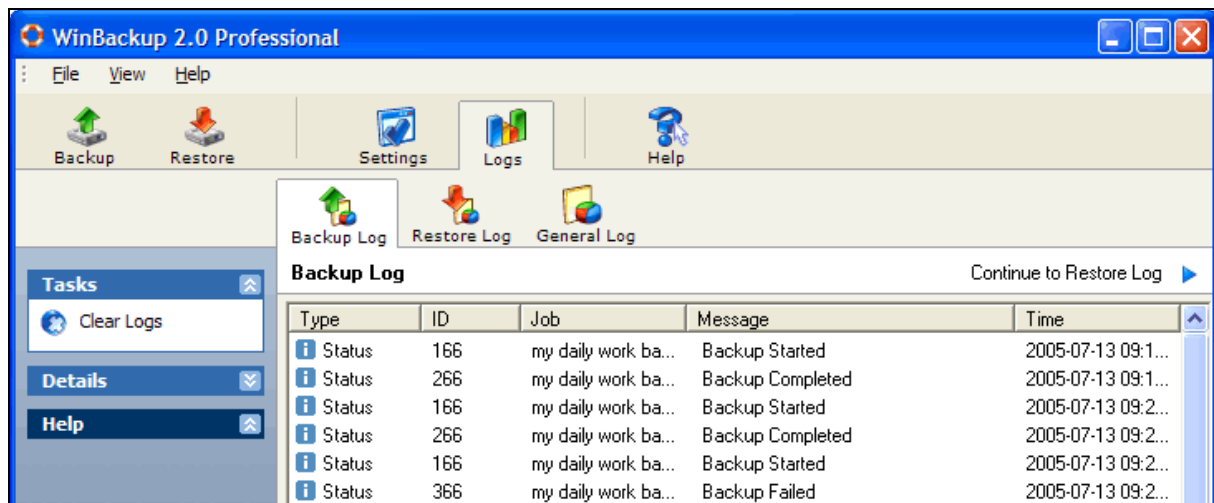 WinBackup 2.0 Professional
File View Help
Backup Restore Settings Logs Help
Backup Log Restore Log General Log
Tasks
Clear Logs
Details
Help
Backup Log Continue to Restore Log
Type ID Job Message Time
Status 166 my daily work ba... Backup Started 2005-07-13 09:1...
Status 266 my daily work ba... Backup Completed 2005-07-13 09:1...
Status 166 my daily work ba... Backup Started 2005-07-13 09:2...
Status 266 my daily work ba... Backup Completed 2005-07-13 09:2...
Status 166 my daily work ba... Backup Started 2005-07-13 09:2...
Status 366 my daily work ba... Backup Failed 2005-07-13 09:2...